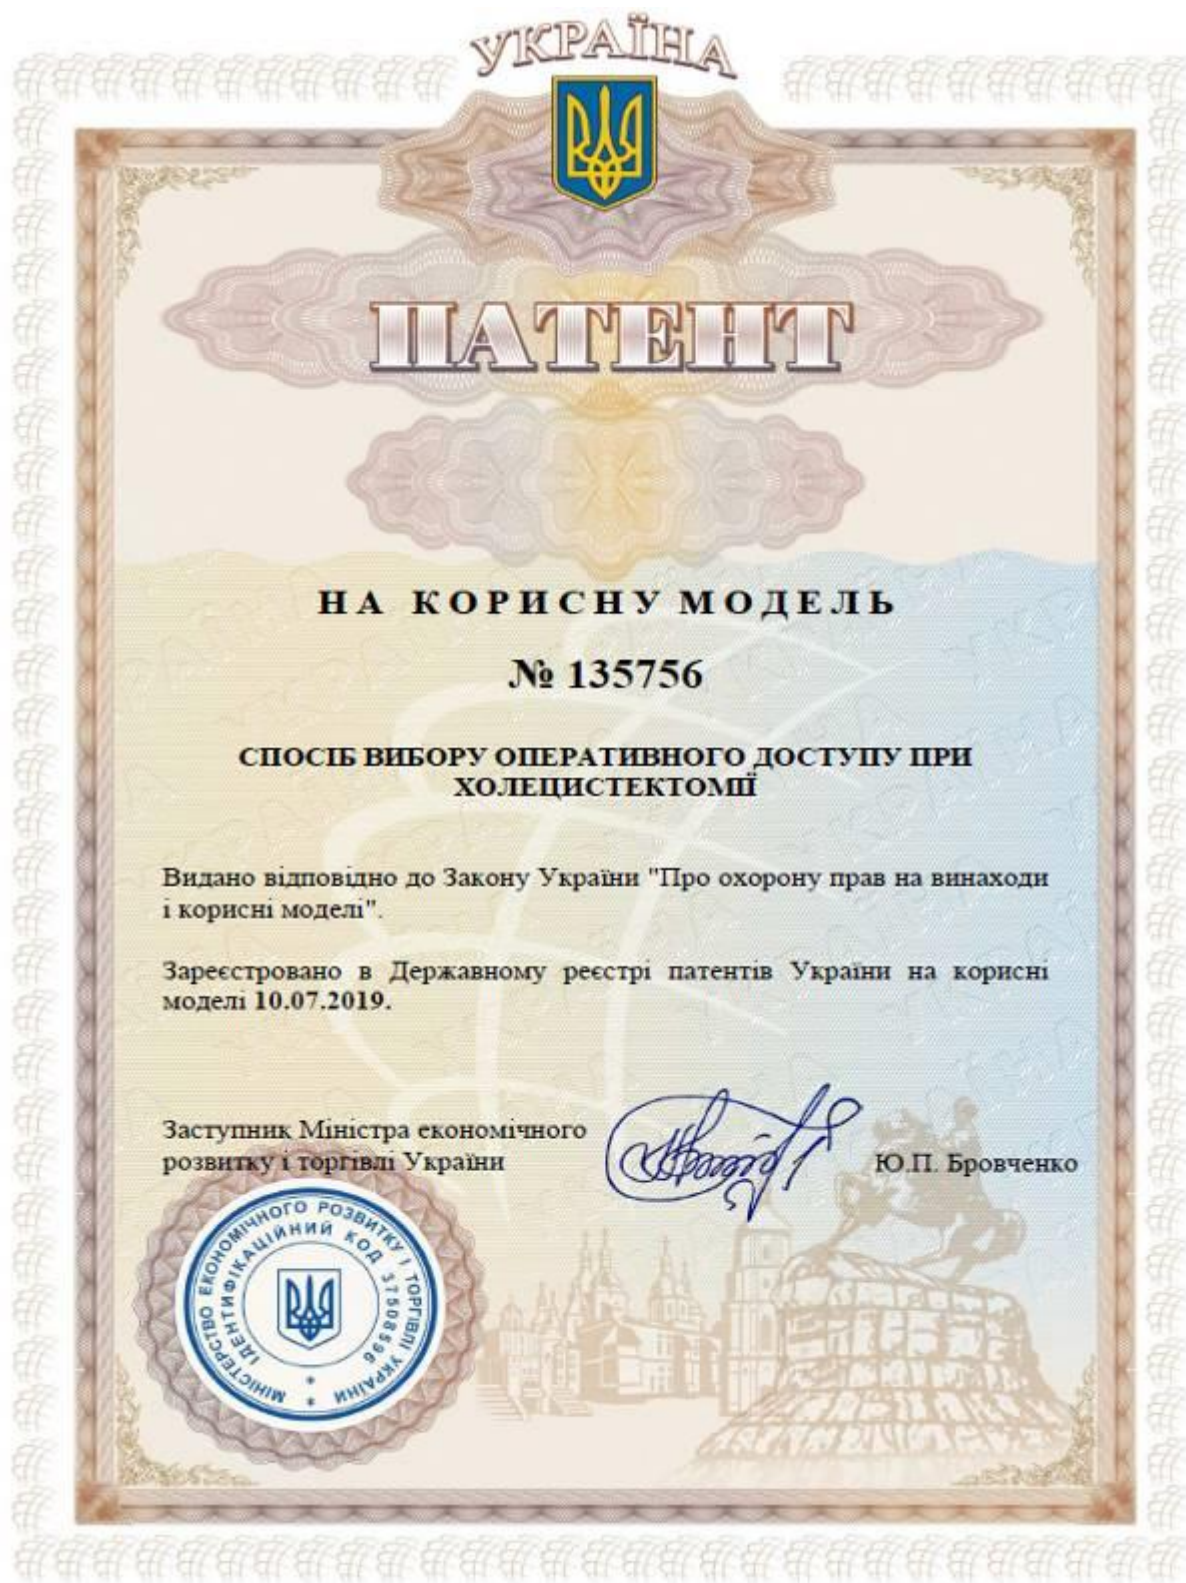 УКРАЇНА
ПАТЕНТ
НА КОРИСНУ МОДЕЛЬ
№ 135756
СПОСІБ ВИБОРУ ОПЕРАТИВНОГО ДОСТУПУ ПРИ
ХОЛЕЦИСТЕКТОМІЇ
Видано відповідно до Закону України "Про охорону прав на винаходи
і корисні моделі".
Зареєстровано в Державному реєстрі патентів України на корисні
моделі 10.07.2019.
Заступник Міністра економічного
розвитку і торгівлі України
Ю.П. Бровченко
МІНІСТЕРСТВО ЕКОНОМІЧНОГО РОЗВИТКУ І ТОРГІВЛІ УКРАЇНИ
ІДЕНТИФІКАЦІЙНИЙ КОД 37508596